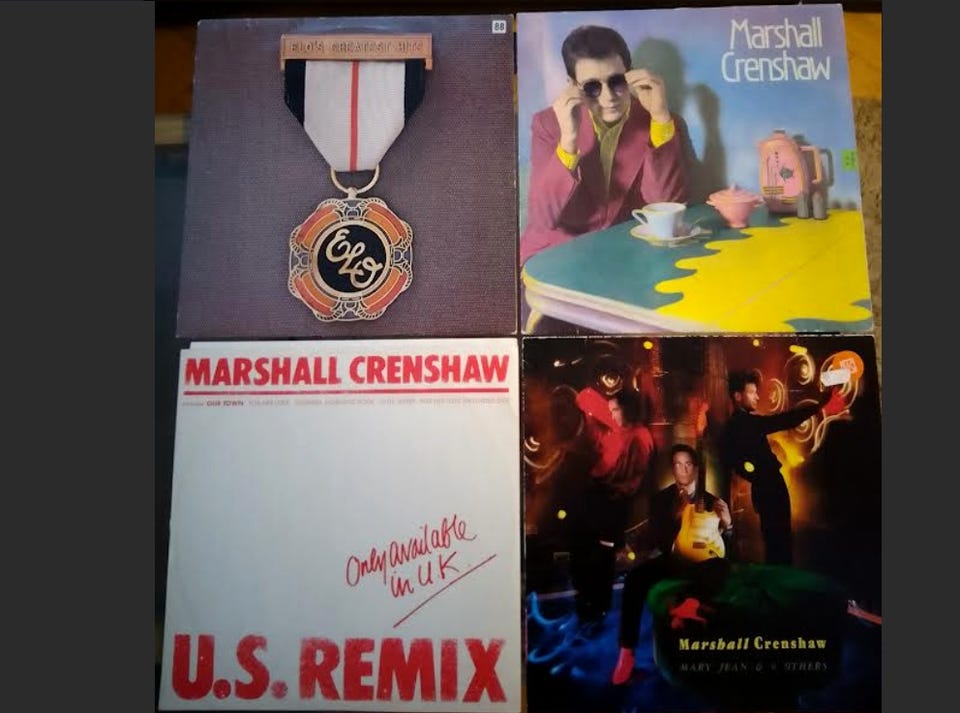 ELO'S GREATEST HITS
88
ELO
Marshall
Crenshaw
MARSHALL CRENSHAW
OUR TOWN
Only available
in U.K.
U.S. REMIX
Marshall Crenshaw
MARY JEAN & 9 OTHERS